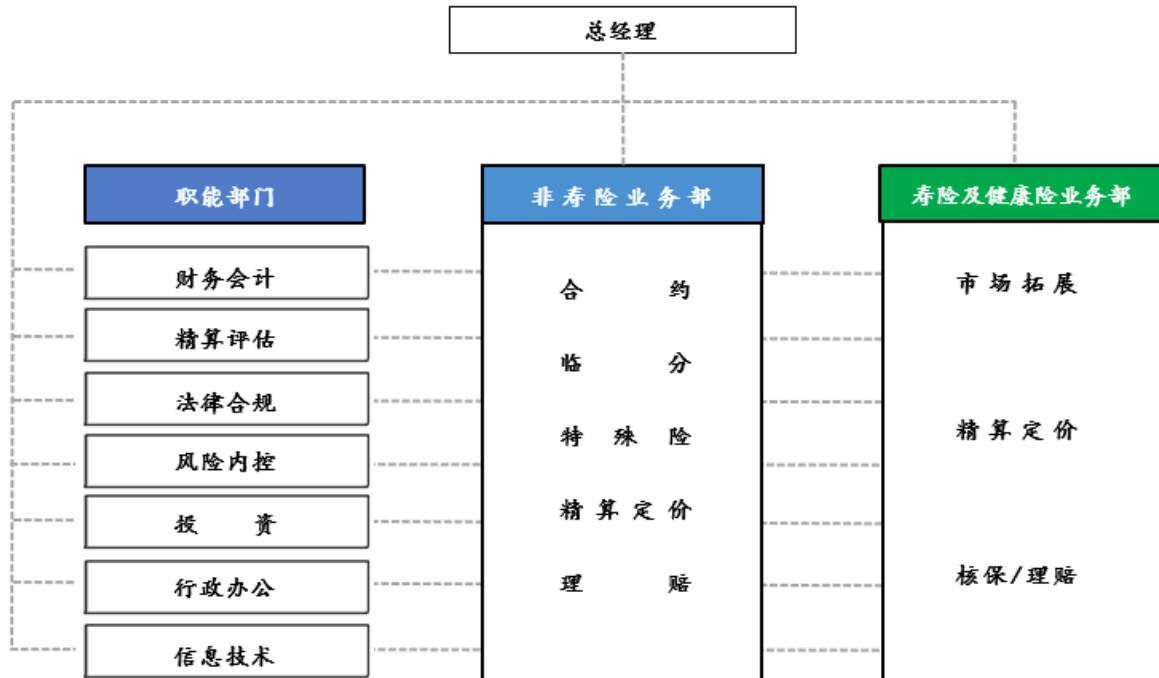 总经理
职能部门
财务会计
精算评估
法律合规
风险内控
投资
行政办公
信息技术
非寿险业务部
合约
临分
特殊险
精算定价
理赔
寿险及健康险业务部
市场拓展
精算定价
核保/理赔